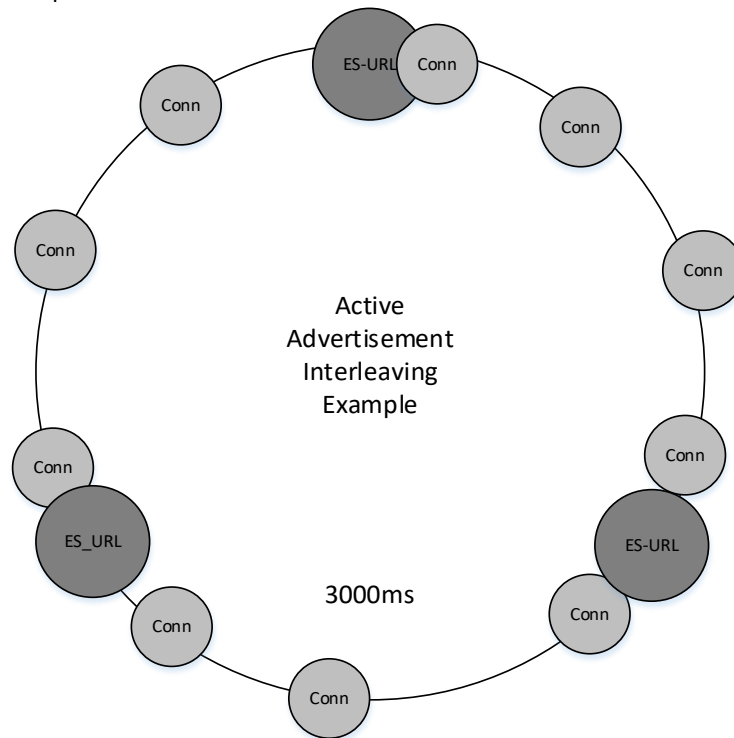 ES-URL
Conn
Conn
Conn
Conn
Conn
Active
Advertisement
Interleaving
Example
Conn
Conn
ES_URL
ES-URL
3000ms
Conn
Conn
Conn